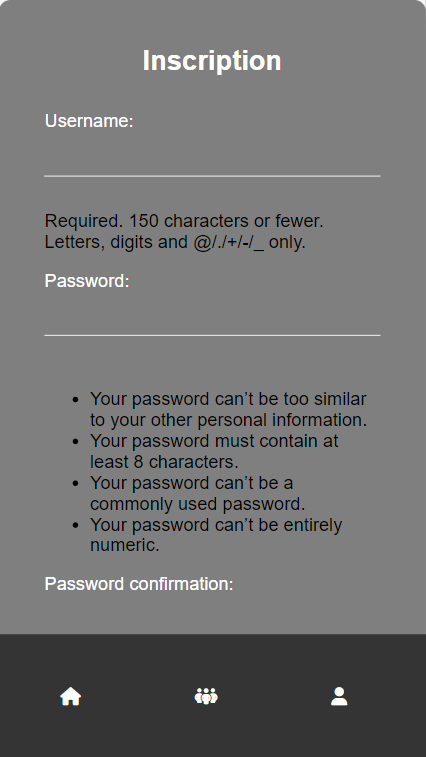 Inscription
Username:
Required. 150 characters or fewer.
Letters, digits and @/./+/-/_ only.
Password:
• Your password can’t be too similar
to your other personal information.
• Your password must contain at
least 8 characters.
• Your password can’t be a
commonly used password.
• Your password can’t be entirely
numeric.
Password confirmation: